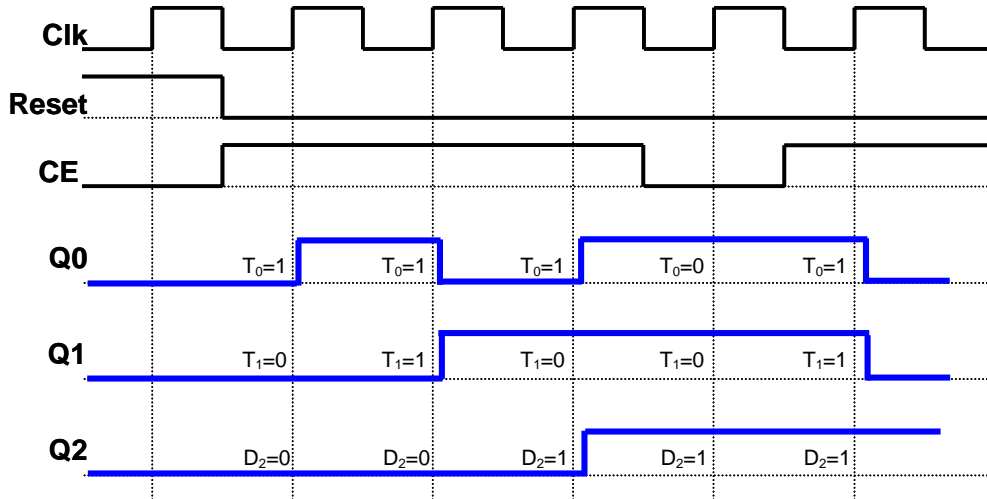 Clk
Reset
CE
Q0
T₀=1 T₀=1 T₀=1 T₀=0 T₀=1
Q1
T₁=0 T₁=1 T₁=0 T₁=0 T₁=1
Q2
D₂=0 D₂=0 D₂=1 D₂=1 D₂=1